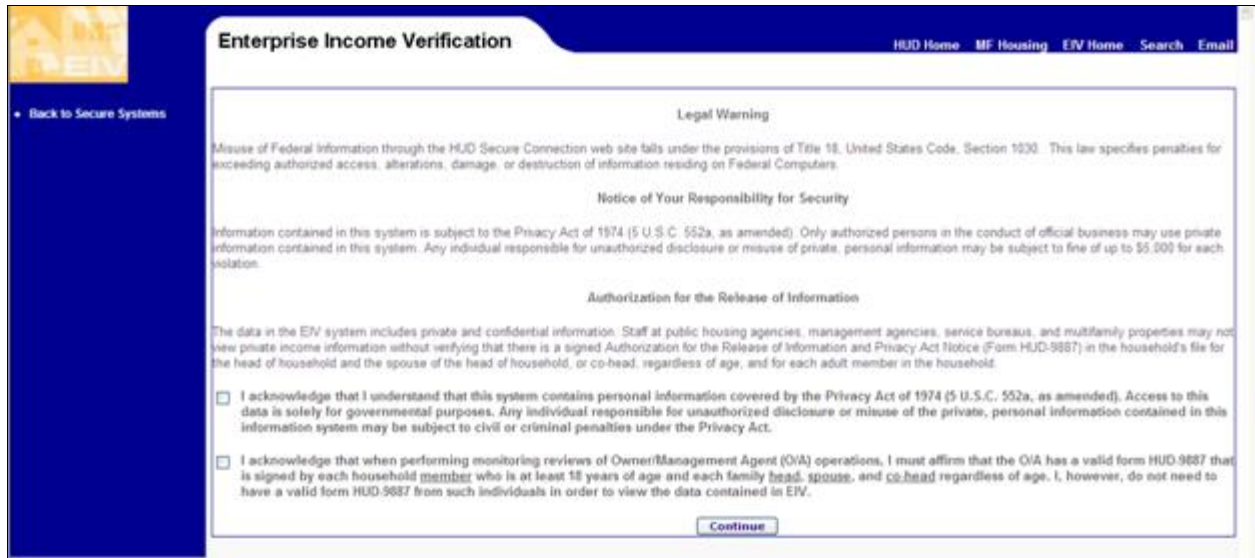 EIV
Enterprise Income Verification
HUD Home MF Housing EIV Home Search Email
Back to Secure Systems
Legal Warning
Misuse of Federal Information through the HUD Secure Connection web site falls under the provisions of Title 18, United States Code, Section 1030. This law specifies penalties for
exceeding authorized access, alterations, damage, or destruction of information residing on Federal Computers.
Notice of Your Responsibility for Security
Information contained in this system is subject to the Privacy Act of 1974 (5 U.S.C. 552a, as amended). Only authorized persons in the conduct of official business may use private
information contained in this system. Any individual responsible for unauthorized disclosure or misuse of private, personal information may be subject to fine of up to $5,000 for each
violation.
Authorization for the Release of Information
The data in the EIV system includes private and confidential information. Staff at public housing agencies, management agencies, service bureaus, and multifamily properties may not
view private income information without verifying that there is a signed Authorization for the Release of Information and Privacy Act Notice (Form HUD-9887) in the household's file for
the head of household and the spouse of the head of household, or co-head, regardless of age, and for each adult member in the household.
I acknowledge that I understand that this system contains personal information covered by the Privacy Act of 1974 (5 U.S.C. 552a, as amended). Access to this
data is solely for governmental purposes. Any individual responsible for unauthorized disclosure or misuse of the private, personal information contained in this
information system may be subject to civil or criminal penalties under the Privacy Act.
I acknowledge that when performing monitoring reviews of Owner/Management Agent (O/A) operations, I must affirm that the O/A has a valid form HUD-9887 that
is signed by each household member who is at least 18 years of age and each family head, spouse, and co-head regardless of age. I, however, do not need to
have a valid form HUD-9887 from such individuals in order to view the data contained in EIV.
Continue